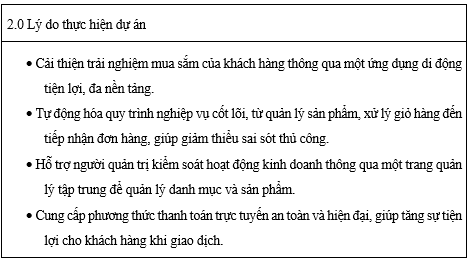 2.0 Lý do thực hiện dự án
• Cải thiện trải nghiệm mua sắm của khách hàng thông qua một ứng dụng di động
tiện lợi, đa nền tảng.
• Tự động hóa quy trình nghiệp vụ cốt lõi, từ quản lý sản phẩm, xử lý giỏ hàng đến
tiếp nhận đơn hàng, giúp giảm thiểu sai sót thủ công.
• Hỗ trợ người quản trị kiểm soát hoạt động kinh doanh thông qua một trang quản
lý tập trung để quản lý danh mục và sản phẩm.
• Cung cấp phương thức thanh toán trực tuyến an toàn và hiện đại, giúp tăng sự tiện
lợi cho khách hàng khi giao dịch.